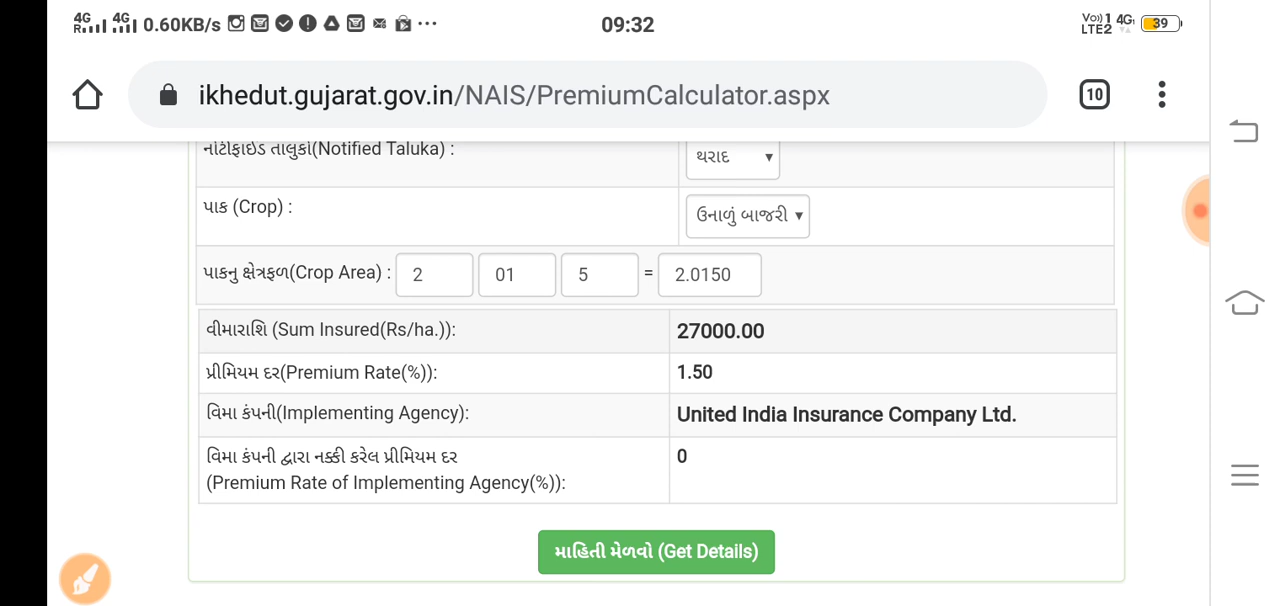 4G R 4G 0.60KB/s 09:32 Vo)) 1 4G LTE2 39
ikhedut.gujarat.gov.in/NAIS/PremiumCalculator.aspx 10
નોટીફાઇડ તાલુકો(Notified Taluka) : થરાદ
પાક (Crop) : ઉનાળું બાજરી
પાકનુ ક્ષેત્રફળ(Crop Area) : 2 01 5 = 2.0150
વીમારાશિ (Sum Insured(Rs/ha.)): 27000.00
પ્રીમિયમ દર(Premium Rate(%)): 1.50
વિમા કંપની(Implementing Agency): United India Insurance Company Ltd.
વિમા કંપની દ્વારા નક્કી કરેલ પ્રીમિયમ દર 0
(Premium Rate of Implementing Agency(%)):
માહિતી મેળવો (Get Details)